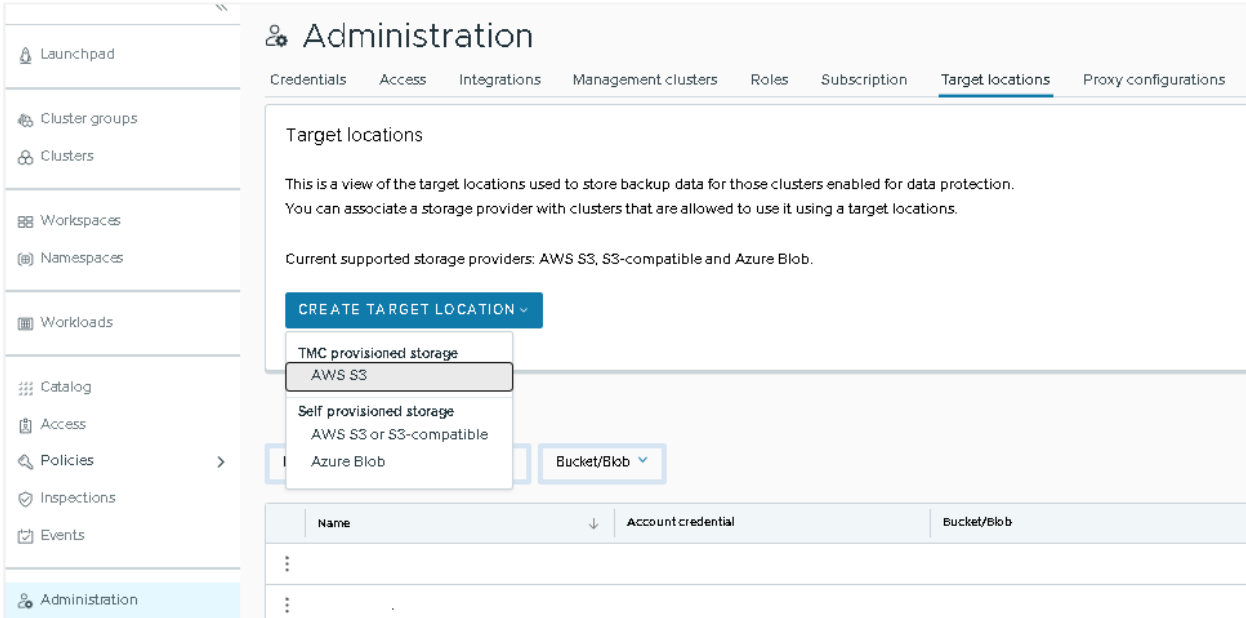 Administration
Launchpad
Cluster groups
Clusters
Workspaces
Namespaces
Workloads
Catalog
Access
Policies
Inspections
Events
Administration
Credentials Access Integrations Management clusters Roles Subscription Target locations Proxy configurations
Target locations
This is a view of the target locations used to store backup data for those clusters enabled for data protection.
You can associate a storage provider with clusters that are allowed to use it using a target locations.
Current supported storage providers: AWS S3, S3-compatible and Azure Blob.
CREATE TARGET LOCATION
TMC provisioned storage
AWS S3
Self provisioned storage
AWS S3 or S3-compatible
Azure Blob
Bucket/Blob
Name Account credential Bucket/Blob